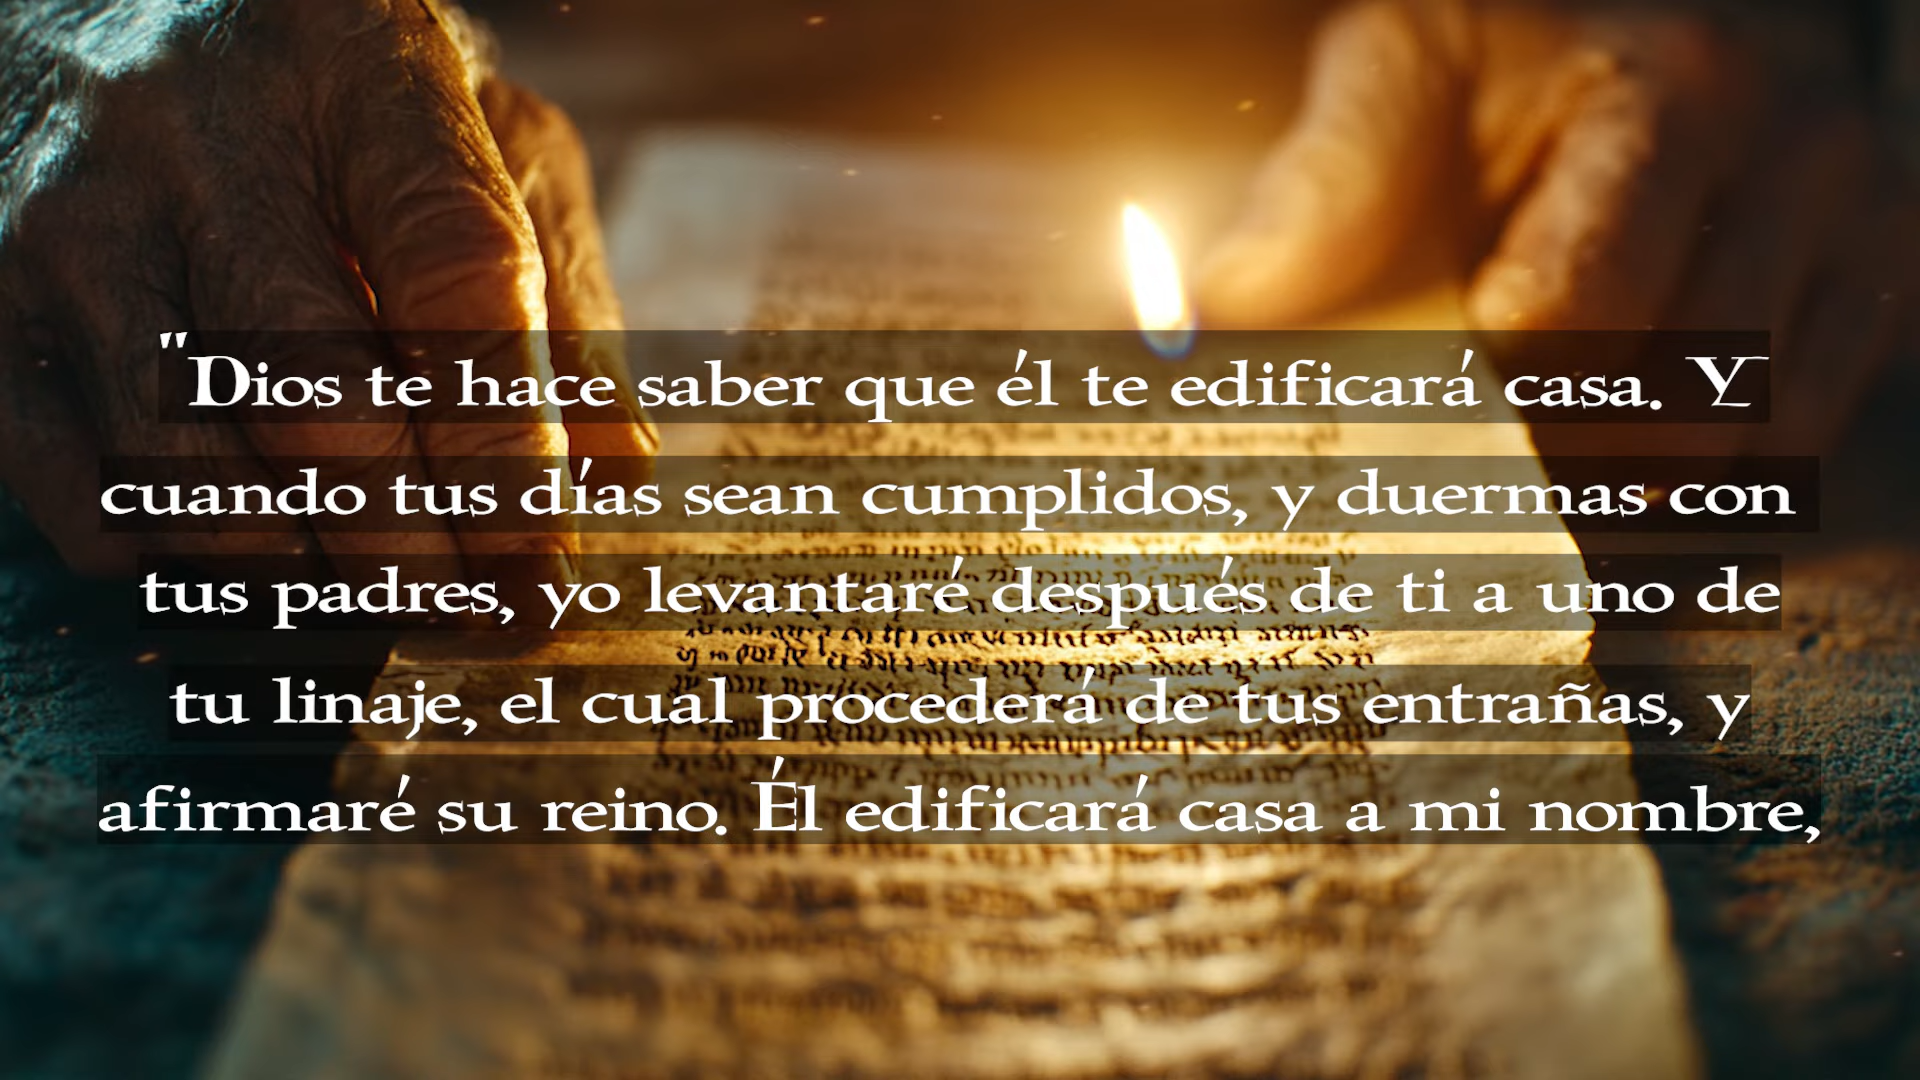 "Dios te hace saber que él te edificará casa. Y
cuando tus días sean cumplidos, y duermas con
tus padres, yo levantaré después de ti a uno de
tu linaje, el cual procederá de tus entrañas, y
afirmaré su reino. Él edificará casa a mi nombre,